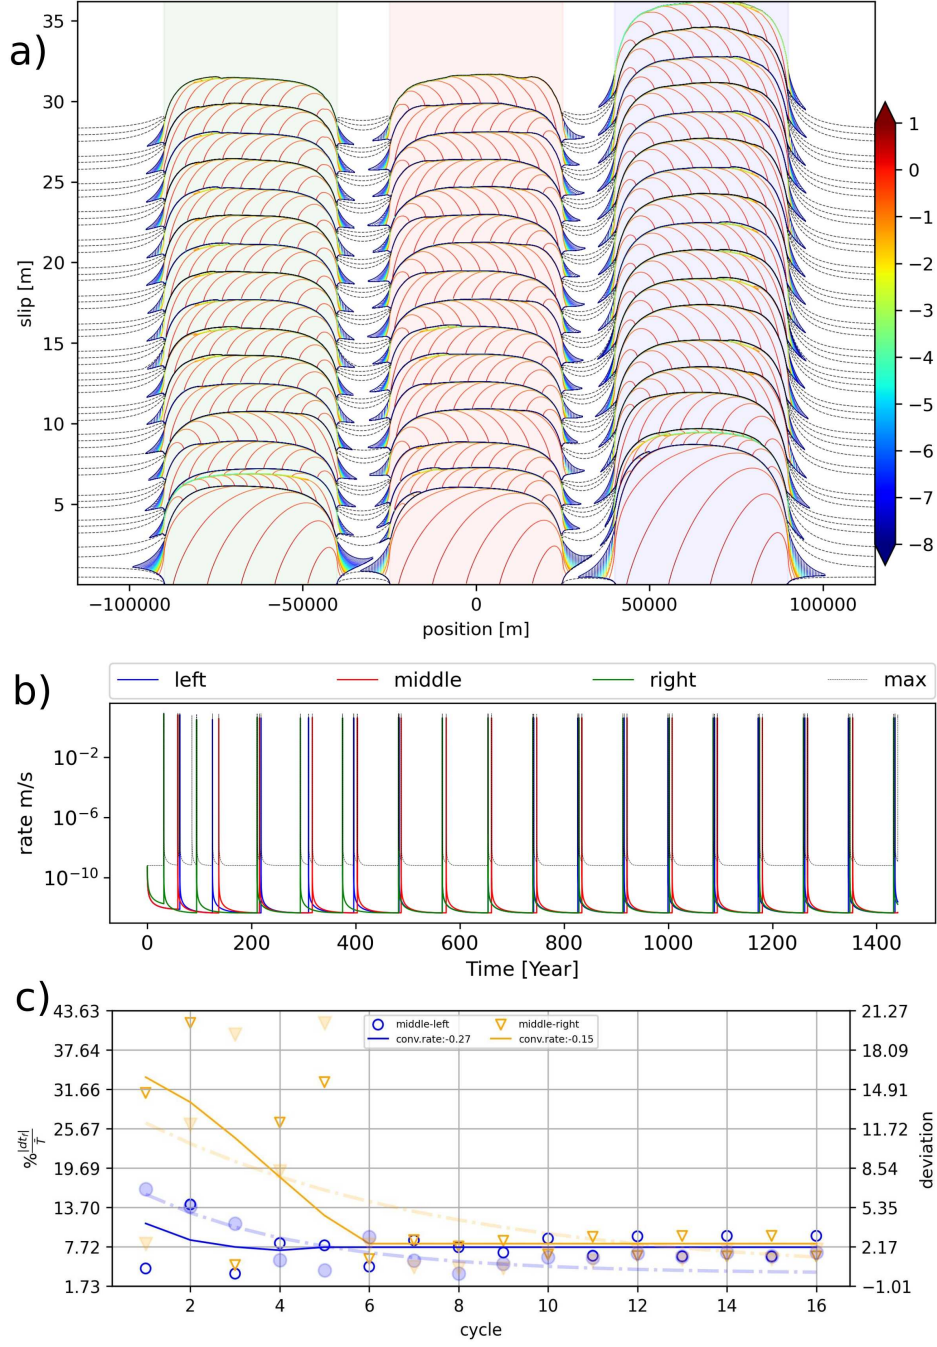 a)
35
30
25
20
15
10
5
slip [m]
−100000 −50000 0 50000 100000
position [m]
1
0
−1
−2
−3
−4
−5
−6
−7
−8
b)
left middle right max
10⁻²
10⁻⁶
10⁻¹⁰
rate m/s
0 200 400 600 800 1000 1200 1400
Time [Year]
c)
middle-left middle-right
conv.rate:-0.27 conv.rate:-0.15
43.63 21.27
37.64 18.09
31.66 14.91
25.67 11.72
19.69 8.54
13.70 5.35
7.72 2.17
1.73 −1.01
% |dtr| / T̄
deviation
2 4 6 8 10 12 14 16
cycle